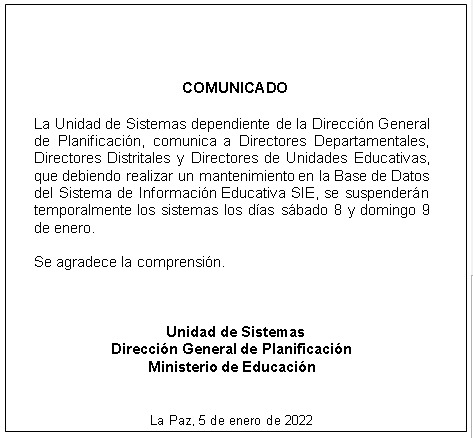 COMUNICADO
La Unidad de Sistemas dependiente de la Dirección General
de Planificación, comunica a Directores Departamentales,
Directores Distritales y Directores de Unidades Educativas,
que debiendo realizar un mantenimiento en la Base de Datos
del Sistema de Información Educativa SIE, se suspenderán
temporalmente los sistemas los días sábado 8 y domingo 9
de enero.
Se agradece la comprensión.
Unidad de Sistemas
Dirección General de Planificación
Ministerio de Educación
La Paz, 5 de enero de 2022